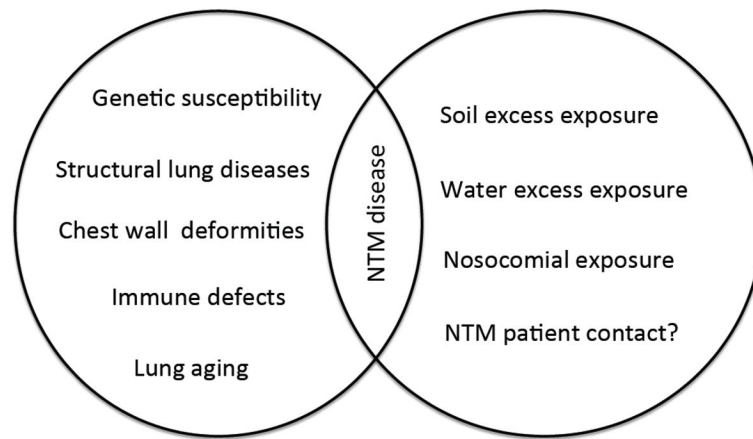 Genetic susceptibility
Structural lung diseases
Chest wall deformities
Immune defects
Lung aging
NTM disease
Soil excess exposure
Water excess exposure
Nosocomial exposure
NTM patient contact?